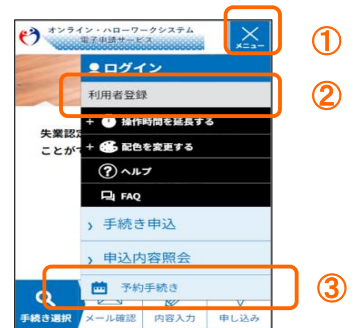 オンライン・ハローワークシステム
電子申請サービス
メニュー
①
ログイン
利用者登録
②
+ 操作時間を延長する
失業認定
+ 配色を変更する
ことが
? ヘルプ
FAQ
› 手続き申込
› 申込内容照会
予約手続き
③
手続き選択
メール確認
内容入力
申し込み